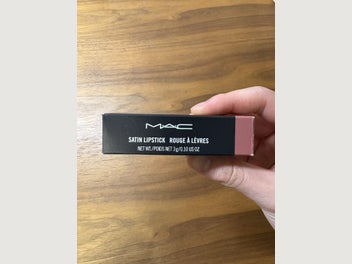 MAC
SATIN LIPSTICK ROUGE À LÈVRES
NET WT./POIDS NET 3g/0.10 US OZ